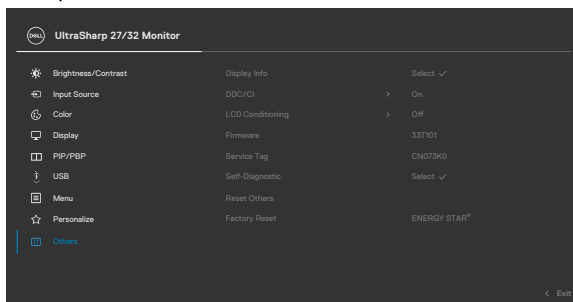 DELL UltraSharp 27/32 Monitor
Brightness/Contrast Display Info Select ✓
Input Source DDC/CI > On
Color LCD Conditioning > Off
Display Firmware 33T101
PIP/PBP Service Tag CN073K0
USB Self-Diagnostic Select ✓
Menu Reset Others
Personalize Factory Reset ENERGY STAR®
Others
< Exit